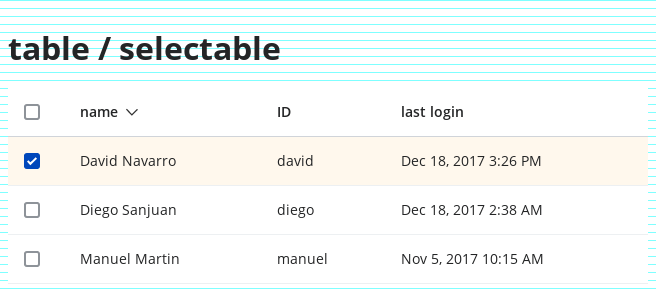 table / selectable
name ID last login
David Navarro david Dec 18, 2017 3:26 PM
Diego Sanjuan diego Dec 18, 2017 2:38 AM
Manuel Martin manuel Nov 5, 2017 10:15 AM